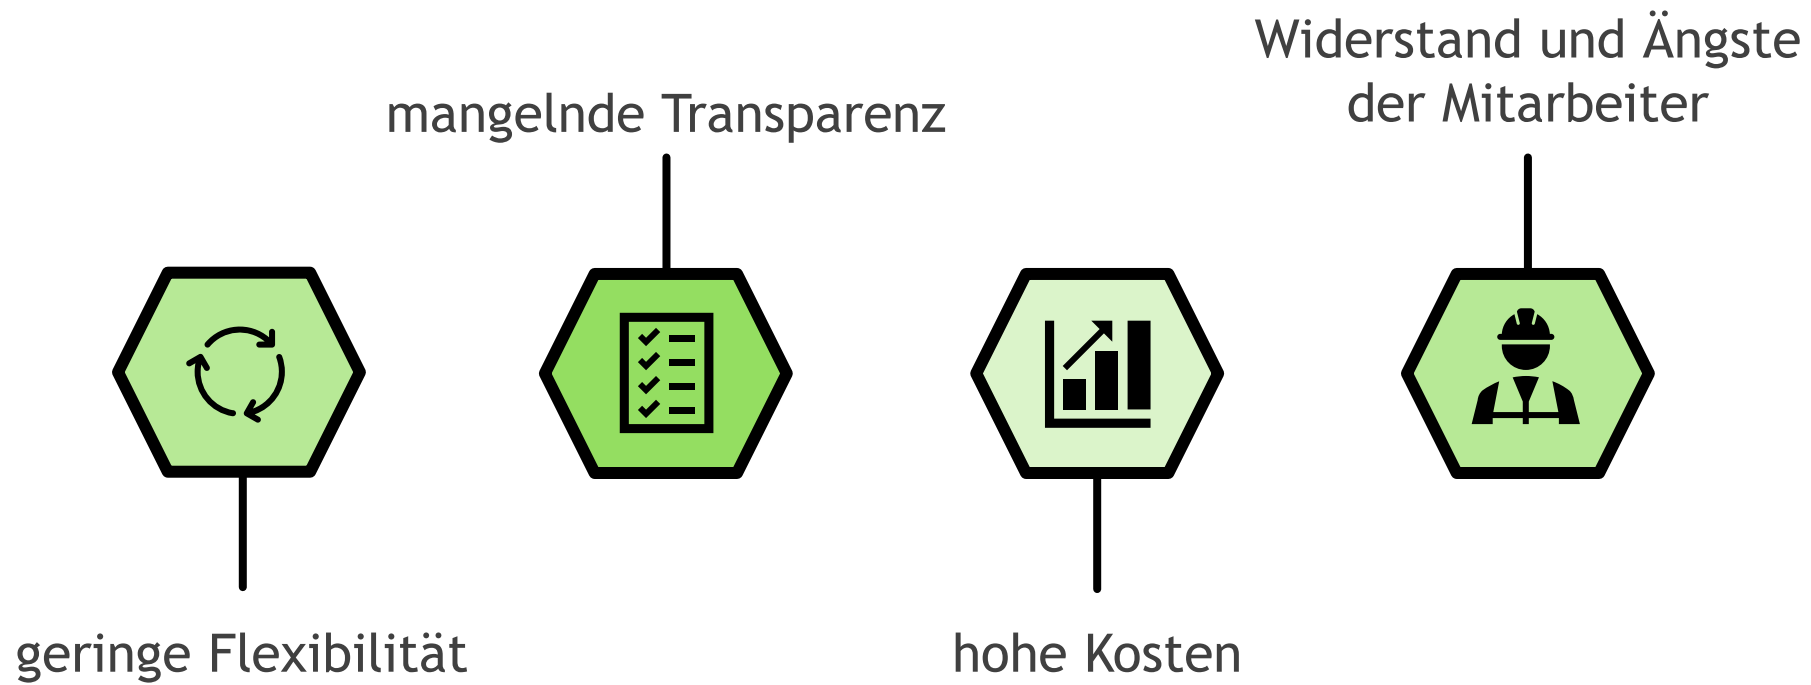 geringe Flexibilität
mangelnde Transparenz
hohe Kosten
Widerstand und Ängste
der Mitarbeiter